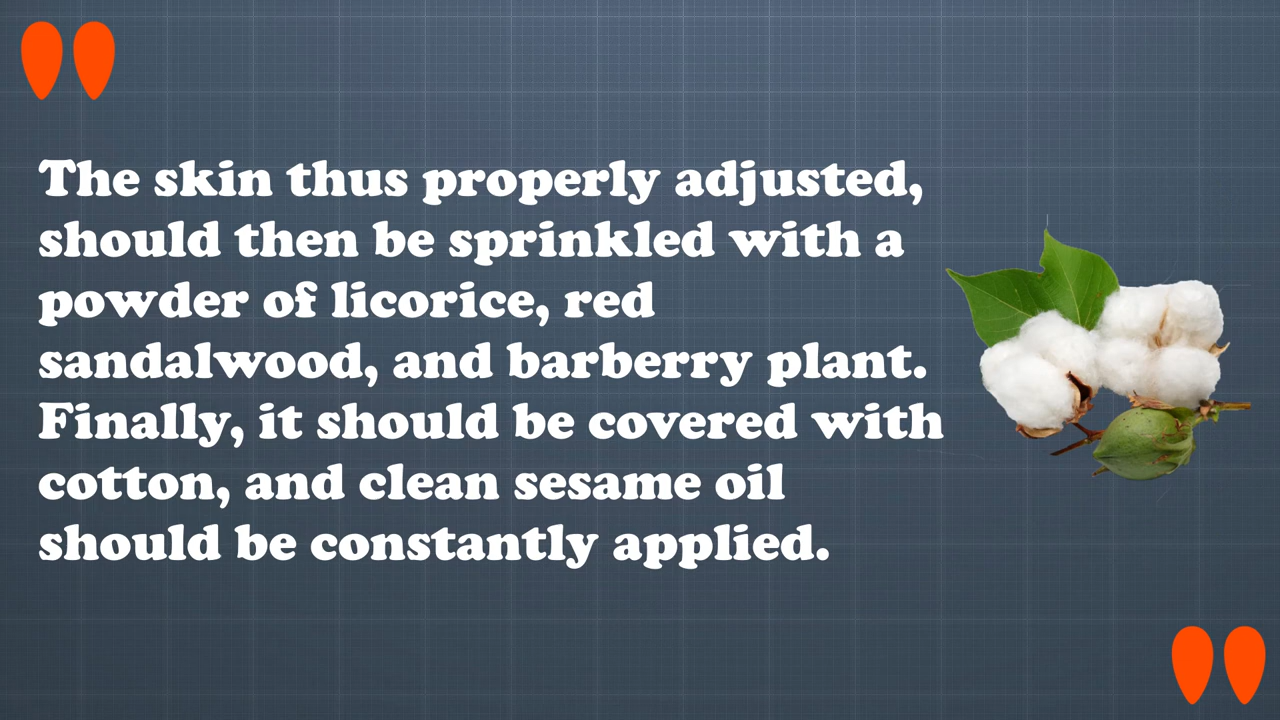 The skin thus properly adjusted,
should then be sprinkled with a
powder of licorice, red
sandalwood, and barberry plant.
Finally, it should be covered with
cotton, and clean sesame oil
should be constantly applied.